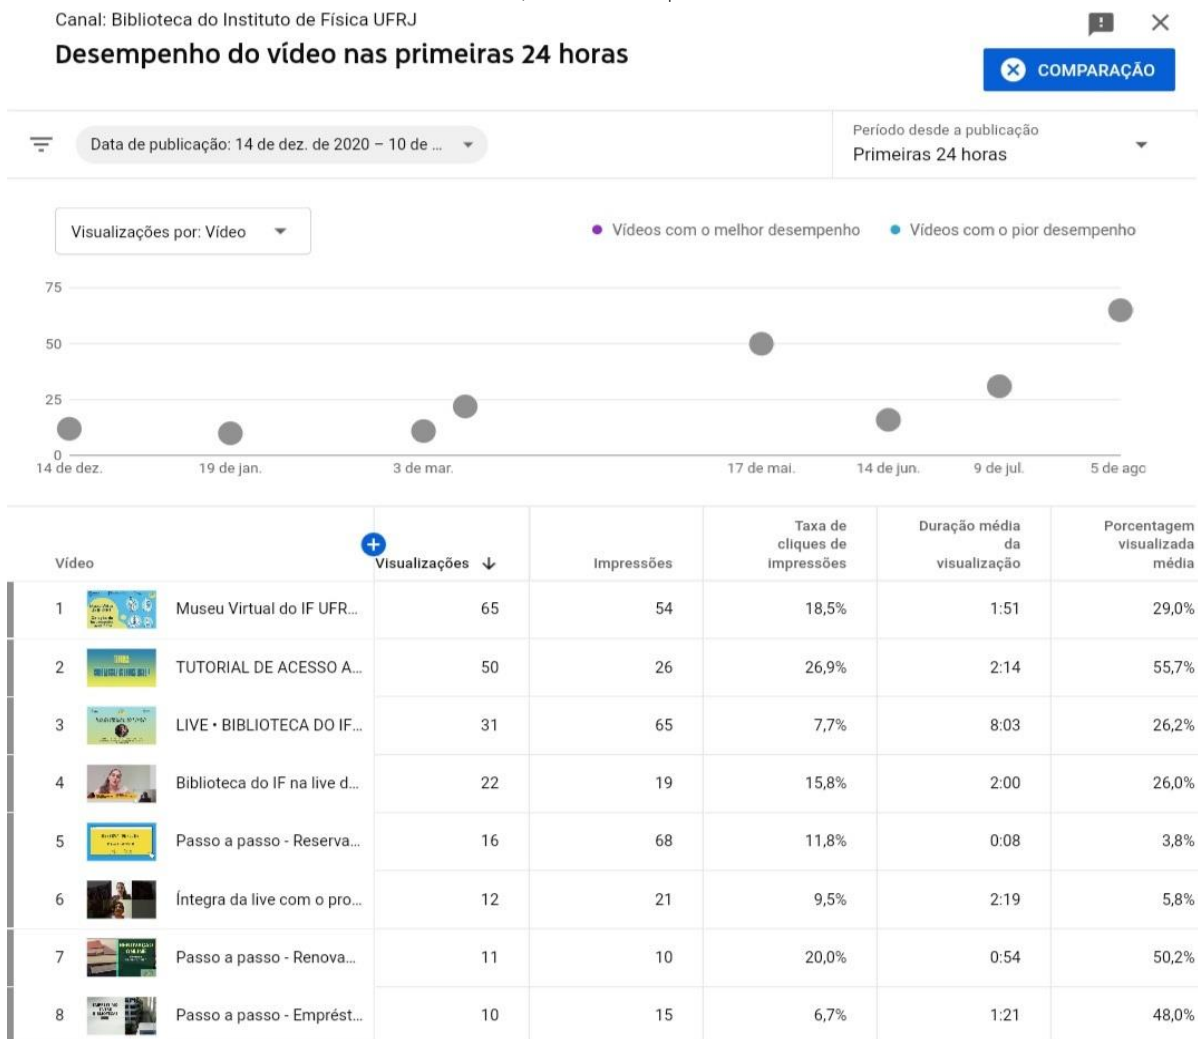 Canal: Biblioteca do Instituto de Física UFRJ
Desempenho do vídeo nas primeiras 24 horas
COMPARAÇÃO
Data de publicação: 14 de dez. de 2020 – 10 de ...
Período desde a publicação
Primeiras 24 horas
Visualizações por: Vídeo
Vídeos com o melhor desempenho
Vídeos com o pior desempenho
75
50
25
0
14 de dez.
19 de jan.
3 de mar.
17 de mai.
14 de jun.
9 de jul.
5 de ago
Vídeo
Visualizações
Impressões
Taxa de
cliques de
impressões
Duração média
da
visualização
Porcentagem
visualizada
média
1 Museu Virtual do IF UFR... 65 54 18,5% 1:51 29,0%
2 TUTORIAL DE ACESSO A... 50 26 26,9% 2:14 55,7%
3 LIVE • BIBLIOTECA DO IF... 31 65 7,7% 8:03 26,2%
4 Biblioteca do IF na live d... 22 19 15,8% 2:00 26,0%
5 Passo a passo - Reserva... 16 68 11,8% 0:08 3,8%
6 Íntegra da live com o pro... 12 21 9,5% 2:19 5,8%
7 Passo a passo - Renova... 11 10 20,0% 0:54 50,2%
8 Passo a passo - Emprést... 10 15 6,7% 1:21 48,0%